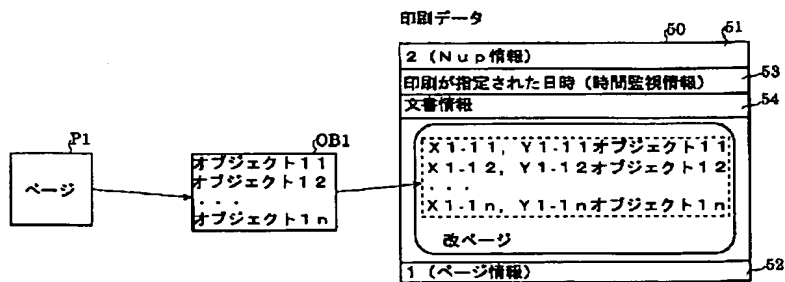 印刷データ
50
51
2 (Nup情報)
印刷が指定された日時 (時間監視情報)
53
文書情報
54
P1
ページ
OB1
オブジェクト11
オブジェクト12
...
オブジェクト1n
X1-11, Y1-11オブジェクト11
X1-12, Y1-12オブジェクト12
...
X1-1n, Y1-1nオブジェクト1n
改ページ
1 (ページ情報)
52